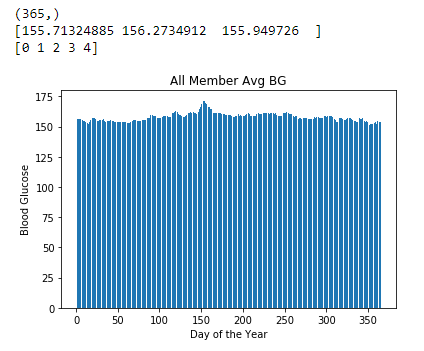 (365,)
[155.71324885 156.2734912  155.949726  ]
[0 1 2 3 4]
All Member Avg BG
175
150
125
100
75
50
25
0
Blood Glucose
0 50 100 150 200 250 300 350
Day of the Year